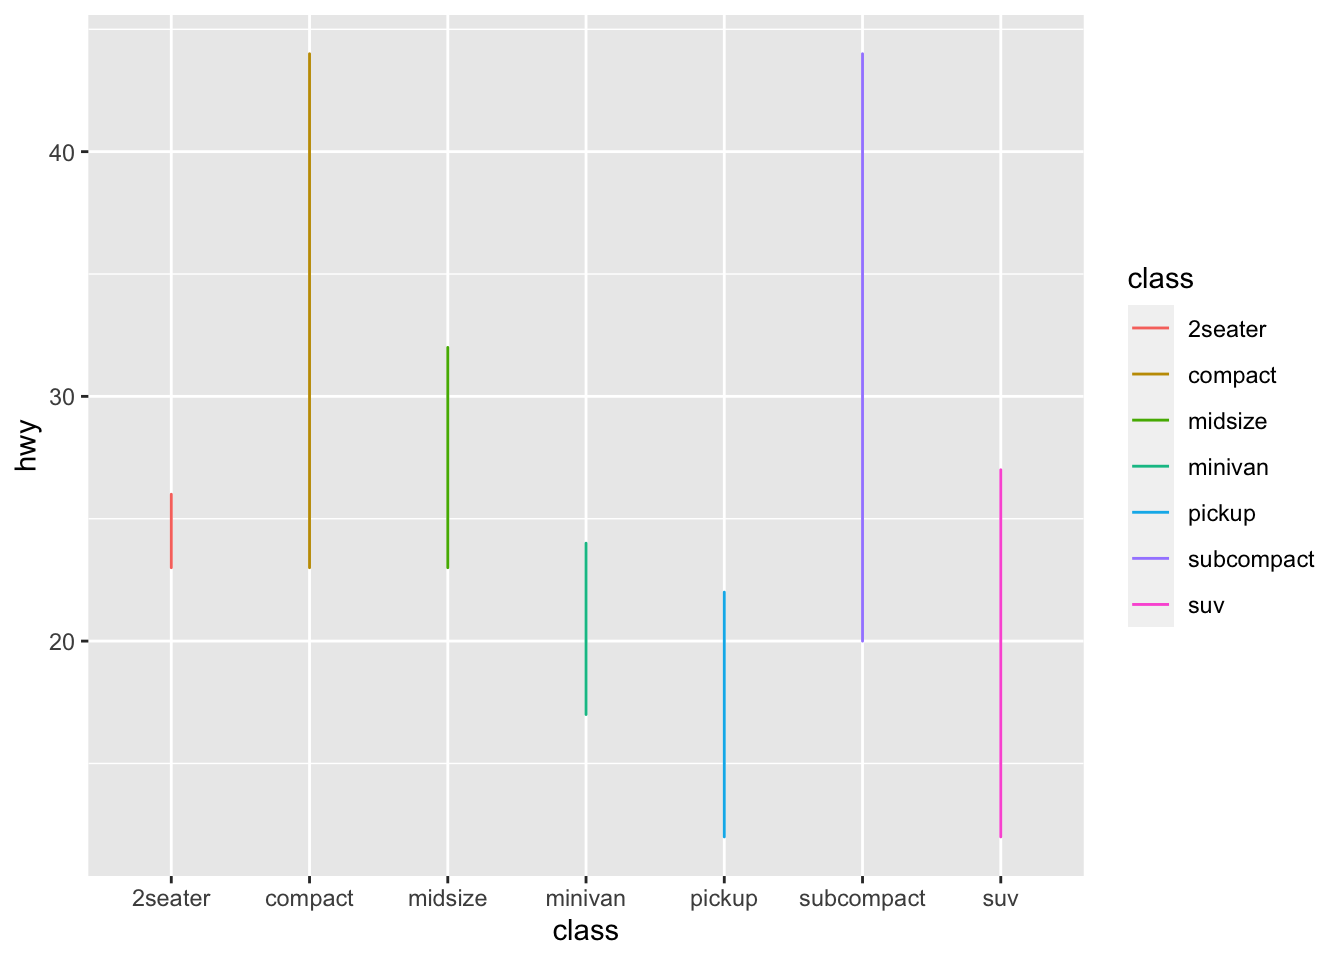 hwy
40
30
20
2seater compact midsize minivan pickup subcompact suv
class
class
2seater
compact
midsize
minivan
pickup
subcompact
suv